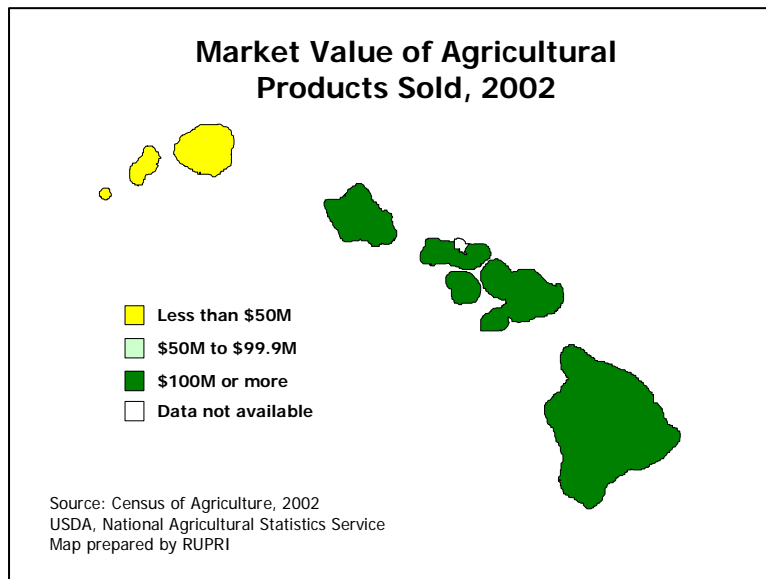 Market Value of Agricultural
Products Sold, 2002
Less than $50M
$50M to $99.9M
$100M or more
Data not available
Source: Census of Agriculture, 2002
USDA, National Agricultural Statistics Service
Map prepared by RUPRI